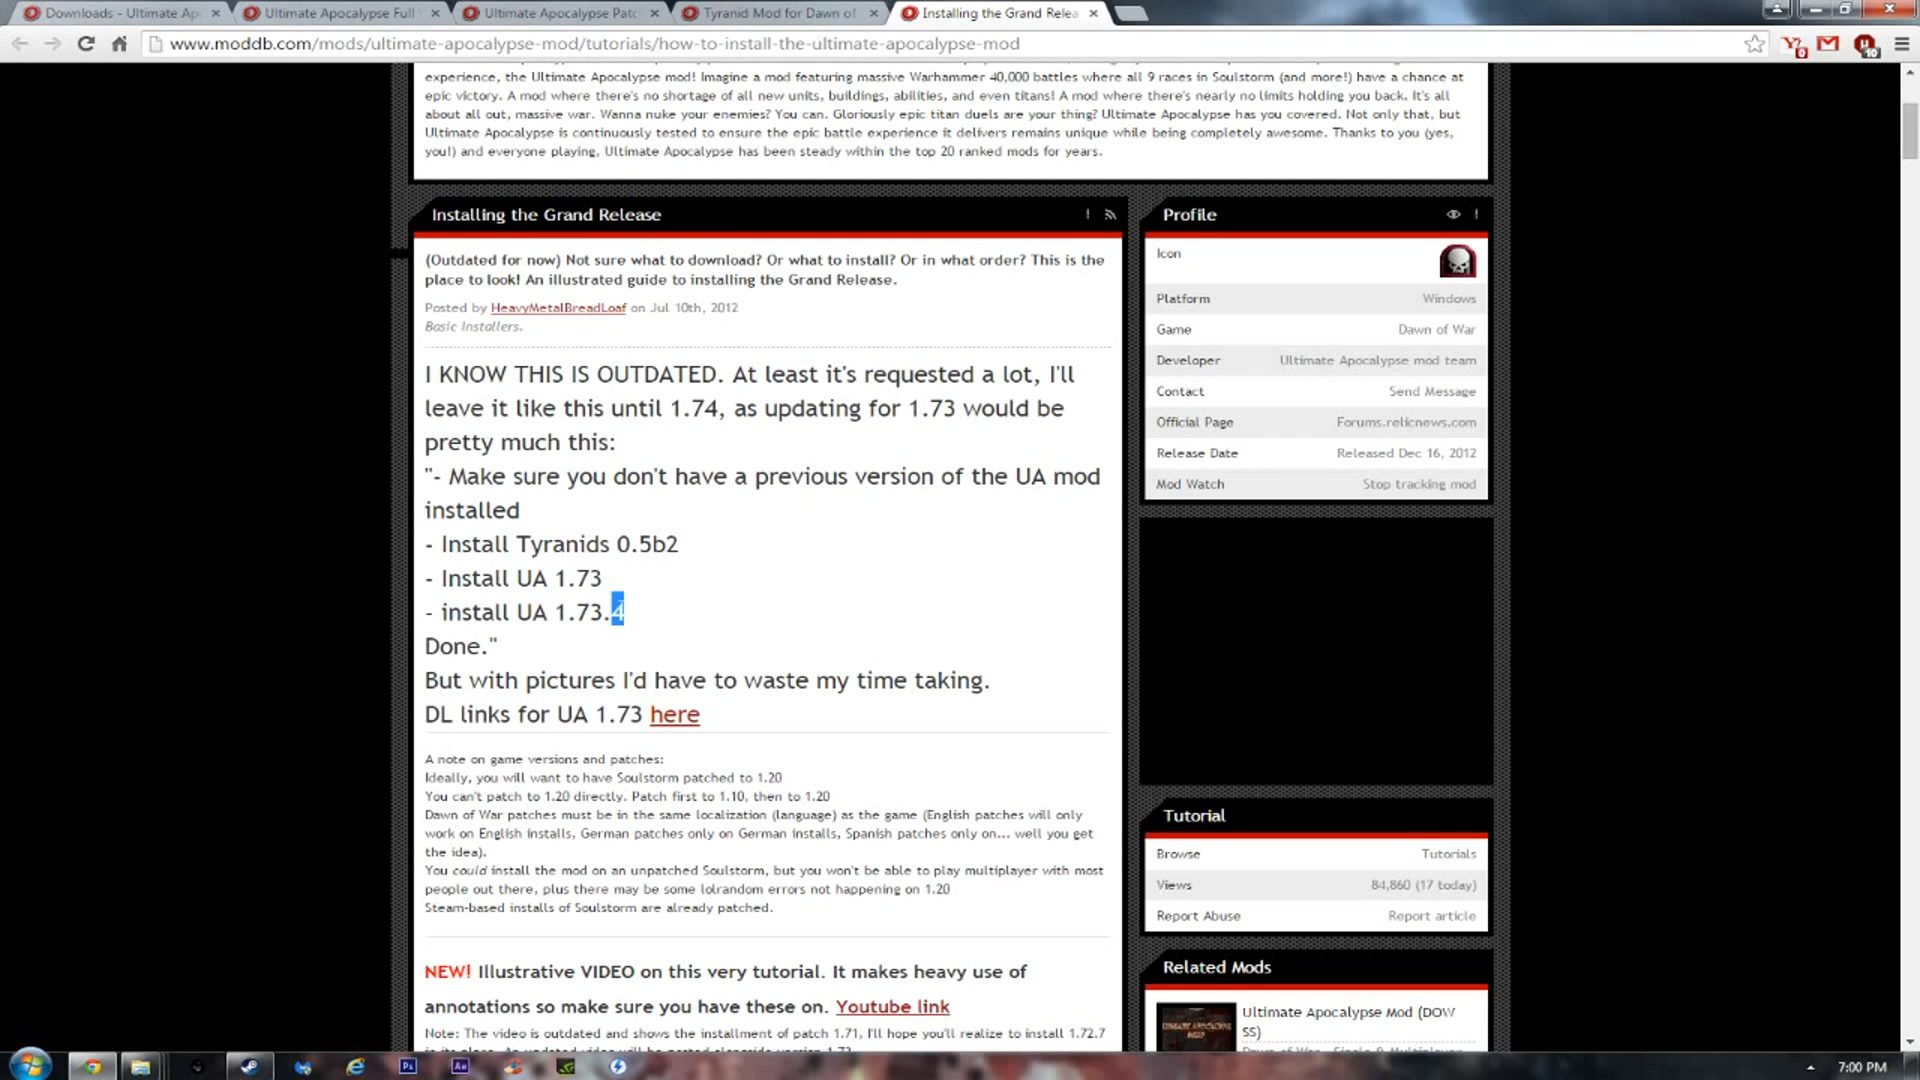 Downloads - Ultimate Ap
Ultimate Apocalypse Full
Ultimate Apocalypse Patc
Tyranid Mod for Dawn of
Installing the Grand Relea
www.moddb.com/mods/ultimate-apocalypse-mod/tutorials/how-to-install-the-ultimate-apocalypse-mod
experience, the Ultimate Apocalypse mod! Imagine a mod featuring massive Warhammer 40,000 battles where all 9 races in Soulstorm (and more!) have a chance at
epic victory. A mod where there's no shortage of all new units, buildings, abilities, and even titans! A mod where there's nearly no limits holding you back. It's all
about all out, massive war. Wanna nuke your enemies? You can. Gloriously epic titan duels are your thing? Ultimate Apocalypse has you covered. Not only that, but
Ultimate Apocalypse is continuously tested to ensure the epic battle experience it delivers remains unique while being completely awesome. Thanks to you (yes,
you!) and everyone playing, Ultimate Apocalypse has been steady within the top 20 ranked mods for years.
Installing the Grand Release
(Outdated for now) Not sure what to download? Or what to install? Or in what order? This is the
place to look! An illustrated guide to installing the Grand Release.
Posted by HeavyMetalBreadLoaf on Jul 10th, 2012
Basic Installers.
I KNOW THIS IS OUTDATED. At least it's requested a lot, I'll
leave it like this until 1.74, as updating for 1.73 would be
pretty much this:
"- Make sure you don't have a previous version of the UA mod
installed
- Install Tyranids 0.5b2
- Install UA 1.73
- install UA 1.73.4
Done."
But with pictures I'd have to waste my time taking.
DL links for UA 1.73 here
A note on game versions and patches:
Ideally, you will want to have Soulstorm patched to 1.20
You can't patch to 1.20 directly. Patch first to 1.10, then to 1.20
Dawn of War patches must be in the same localization (language) as the game (English patches will only
work on English installs, German patches only on German installs, Spanish patches only on... well you get
the idea).
You could install the mod on an unpatched Soulstorm, but you won't be able to play multiplayer with most
people out there, plus there may be some lolrandom errors not happening on 1.20
Steam-based installs of Soulstorm are already patched.
NEW! Illustrative VIDEO on this very tutorial. It makes heavy use of
annotations so make sure you have these on. Youtube link
Note: The video is outdated and shows the installment of patch 1.71, I'll hope you'll realize to install 1.72.7
Profile
Icon
Platform Windows
Game Dawn of War
Developer Ultimate Apocalypse mod team
Contact Send Message
Official Page Forums.relicnews.com
Release Date Released Dec 16, 2012
Mod Watch Stop tracking mod
Tutorial
Browse Tutorials
Views 84,860 (17 today)
Report Abuse Report article
Related Mods
Ultimate Apocalypse Mod (DOW
SS)
7:00 PM